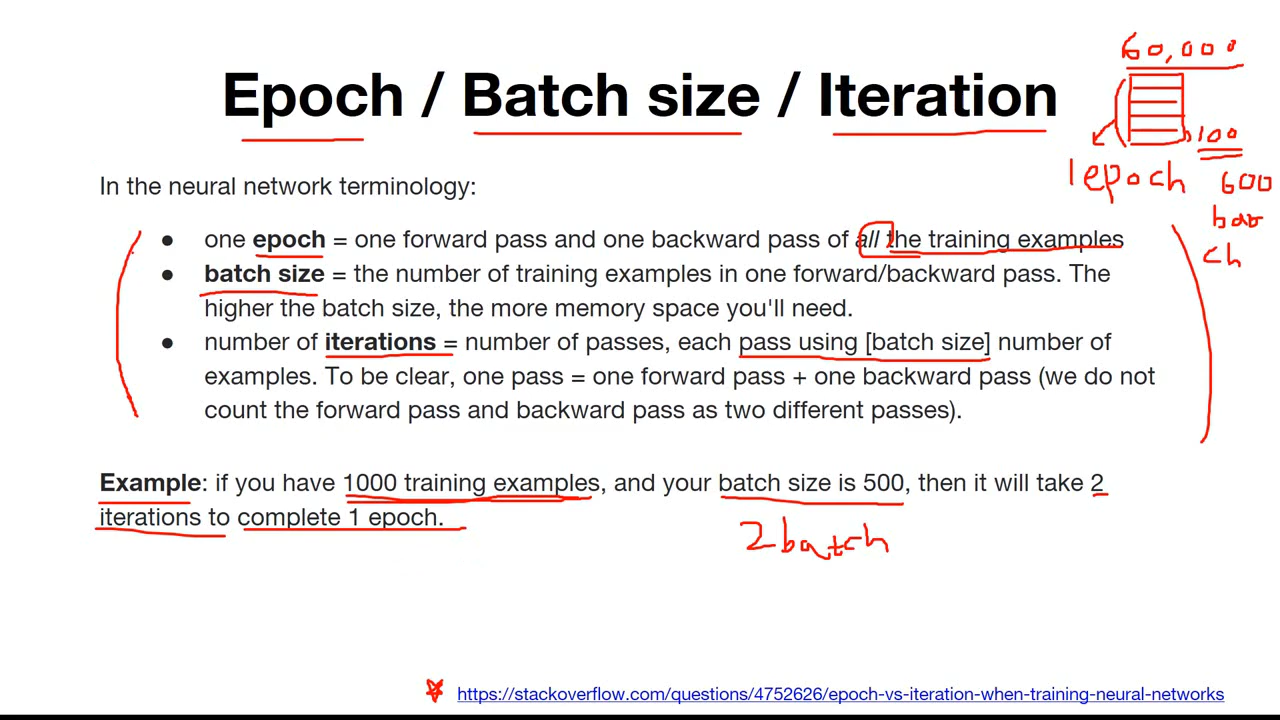 60,000
Epoch / Batch size / Iteration
100
1 epoch
600
In the neural network terminology:
● one epoch = one forward pass and one backward pass of all the training examples
● batch size = the number of training examples in one forward/backward pass. The
higher the batch size, the more memory space you'll need.
● number of iterations = number of passes, each pass using [batch size] number of
examples. To be clear, one pass = one forward pass + one backward pass (we do not
count the forward pass and backward pass as two different passes).
Example: if you have 1000 training examples, and your batch size is 500, then it will take 2
iterations to complete 1 epoch.
2 batch
https://stackoverflow.com/questions/4752626/epoch-vs-iteration-when-training-neural-networks